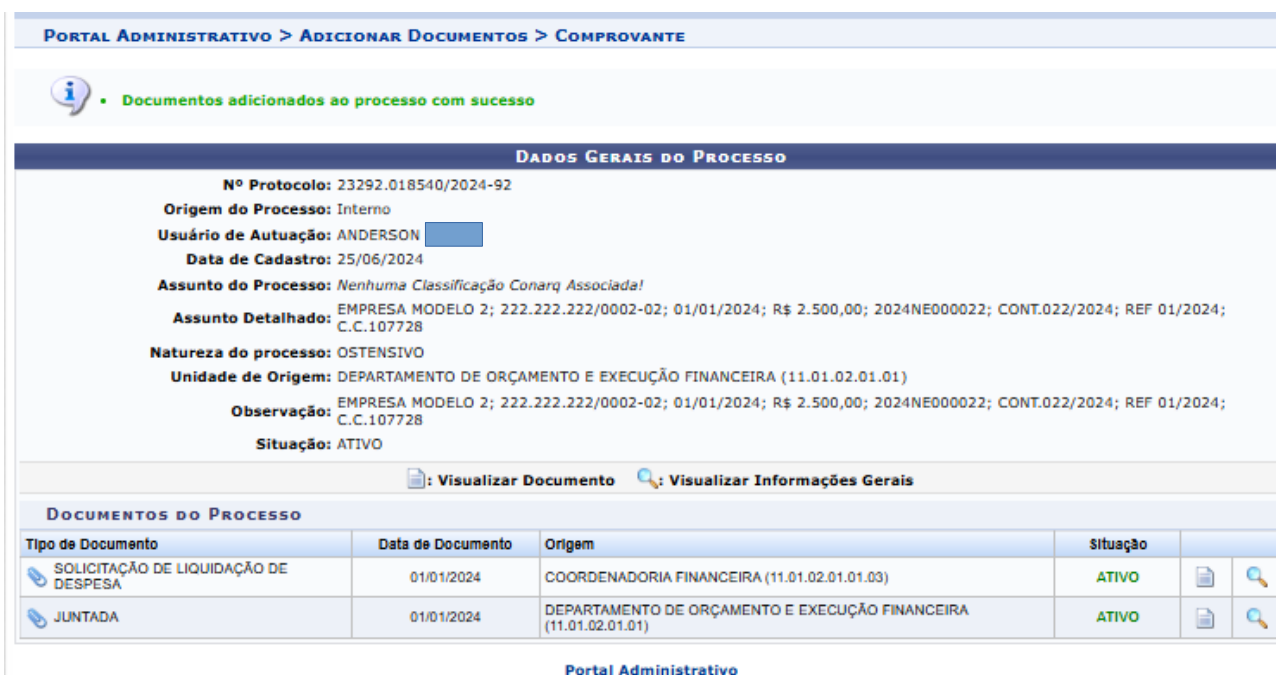 PORTAL ADMINISTRATIVO > ADICIONAR DOCUMENTOS > COMPROVANTE
• Documentos adicionados ao processo com sucesso
DADOS GERAIS DO PROCESSO
Nº Protocolo: 23292.018540/2024-92
Origem do Processo: Interno
Usuário de Autuação: ANDERSON
Data de Cadastro: 25/06/2024
Assunto do Processo: Nenhuma Classificação Conarq Associada!
Assunto Detalhado: EMPRESA MODELO 2; 222.222.222/0002-02; 01/01/2024; R$ 2.500,00; 2024NE000022; CONT.022/2024; REF 01/2024;
C.C.107728
Natureza do processo: OSTENSIVO
Unidade de Origem: DEPARTAMENTO DE ORÇAMENTO E EXECUÇÃO FINANCEIRA (11.01.02.01.01)
Observação: EMPRESA MODELO 2; 222.222.222/0002-02; 01/01/2024; R$ 2.500,00; 2024NE000022; CONT.022/2024; REF 01/2024;
C.C.107728
Situação: ATIVO
: Visualizar Documento : Visualizar Informações Gerais
DOCUMENTOS DO PROCESSO
Tipo de Documento Data de Documento Origem Situação
SOLICITAÇÃO DE LIQUIDAÇÃO DE
DESPESA 01/01/2024 COORDENADORIA FINANCEIRA (11.01.02.01.01.03) ATIVO
JUNTADA 01/01/2024 DEPARTAMENTO DE ORÇAMENTO E EXECUÇÃO FINANCEIRA
(11.01.02.01.01) ATIVO
Portal Administrativo